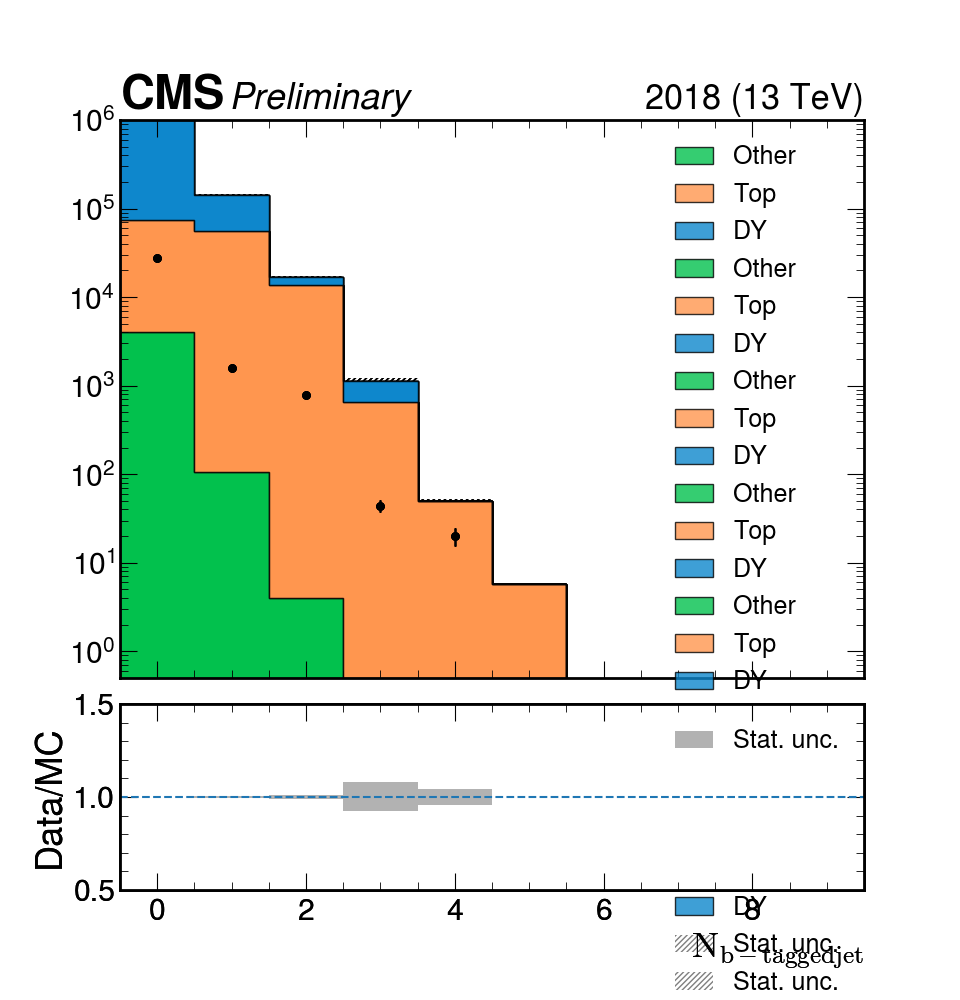 CMS Preliminary 2018 (13 TeV)
10^6
10^5
10^4
10^3
10^2
10^1
10^0
Other
Top
DY
Other
Top
DY
Other
Top
DY
Other
Top
DY
Other
Top
DY
Data/MC
1.5
1.0
0.5
Stat. unc.
0 2 4 6 8
DY
Stat. unc.
N_{b-taggedjet}
Stat. unc.